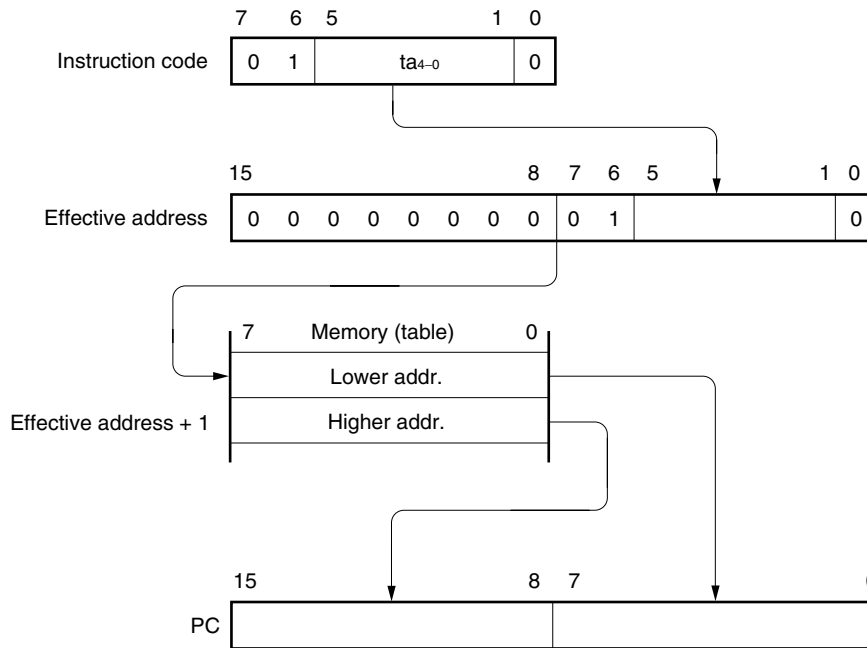 7 6 5 1 0
Instruction code 0 1 ta4–0 0
15 8 7 6 5 1 0
Effective address 0 0 0 0 0 0 0 0 0 1 0
7 Memory (table) 0
Lower addr.
Effective address + 1 Higher addr.
15 8 7
PC